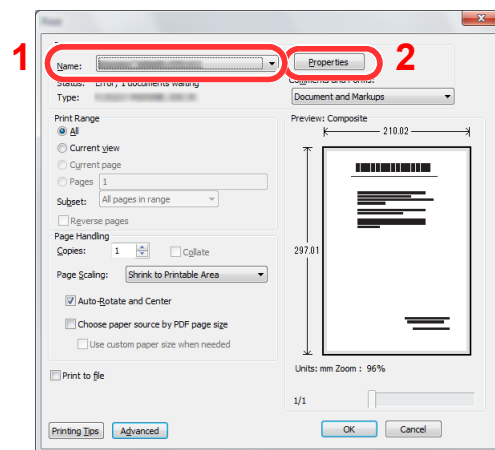 1
2
Name:
Properties
Status: Error, 1 documents waiting
Comments and Forms:
Type:
Document and Markups
Print Range
All
Current view
Current page
Pages 1
Subset: All pages in range
Reverse pages
Page Handling
Copies: 1 Collate
Page Scaling: Shrink to Printable Area
Auto-Rotate and Center
Choose paper source by PDF page size
Use custom paper size when needed
Print to file
Preview: Composite
210.02
297.01
Units: mm Zoom : 96%
1/1
Printing Tips Advanced OK Cancel